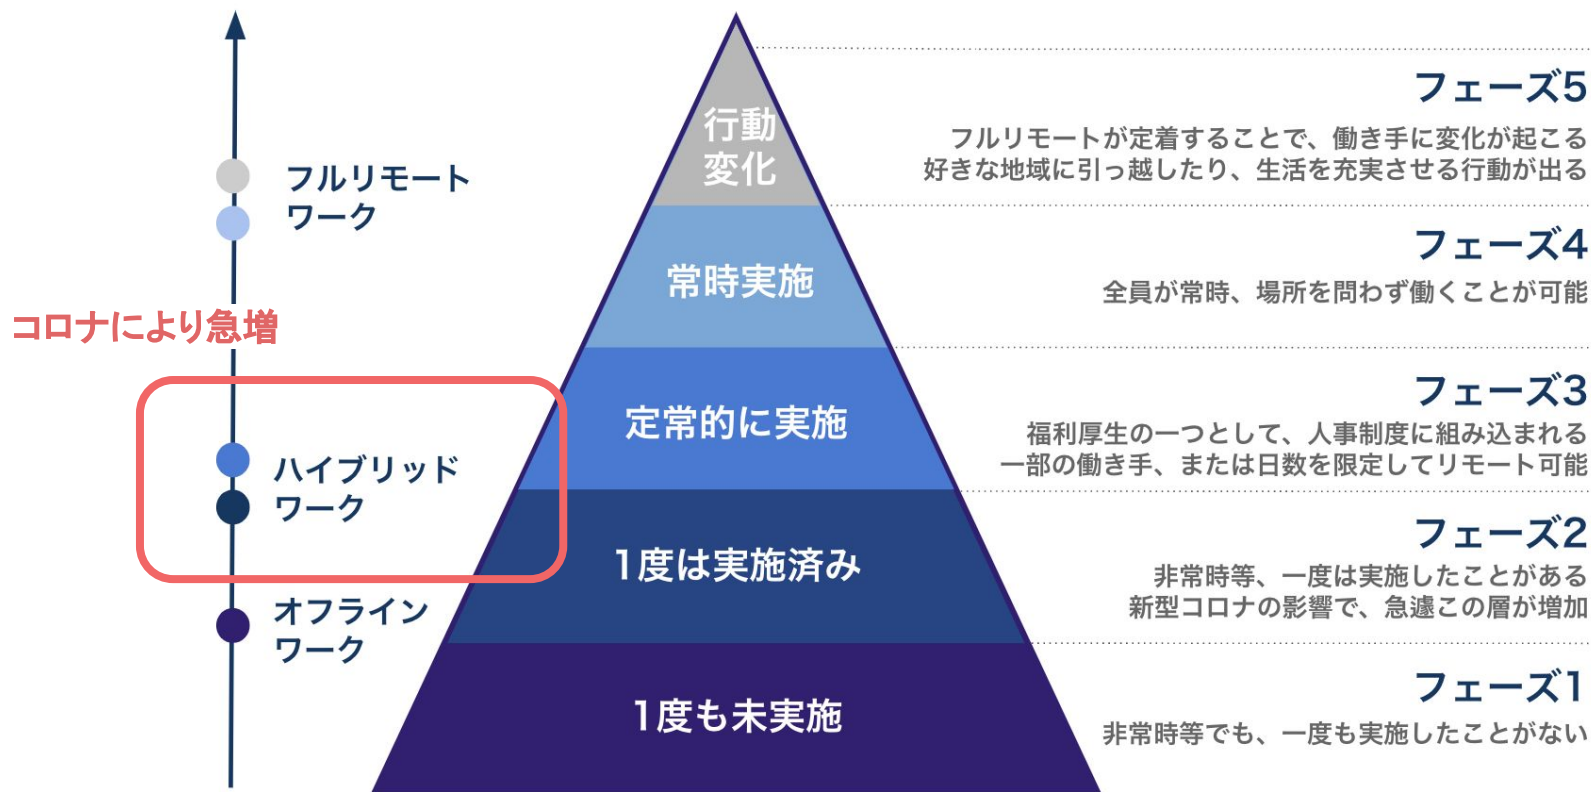 フルリモート
ワーク
コロナにより急増
ハイブリッド
ワーク
オフライン
ワーク
行動
変化
常時実施
定常的に実施
1度は実施済み
1度も未実施
フェーズ5
フルリモートが定着することで、働き手に変化が起こる
好きな地域に引っ越したり、生活を充実させる行動が出る
フェーズ4
全員が常時、場所を問わず働くことが可能
フェーズ3
福利厚生の一つとして、人事制度に組み込まれる
一部の働き手、または日数を限定してリモート可能
フェーズ2
非常時等、一度は実施したことがある
新型コロナの影響で、急遽この層が増加
フェーズ1
非常時等でも、一度も実施したことがない